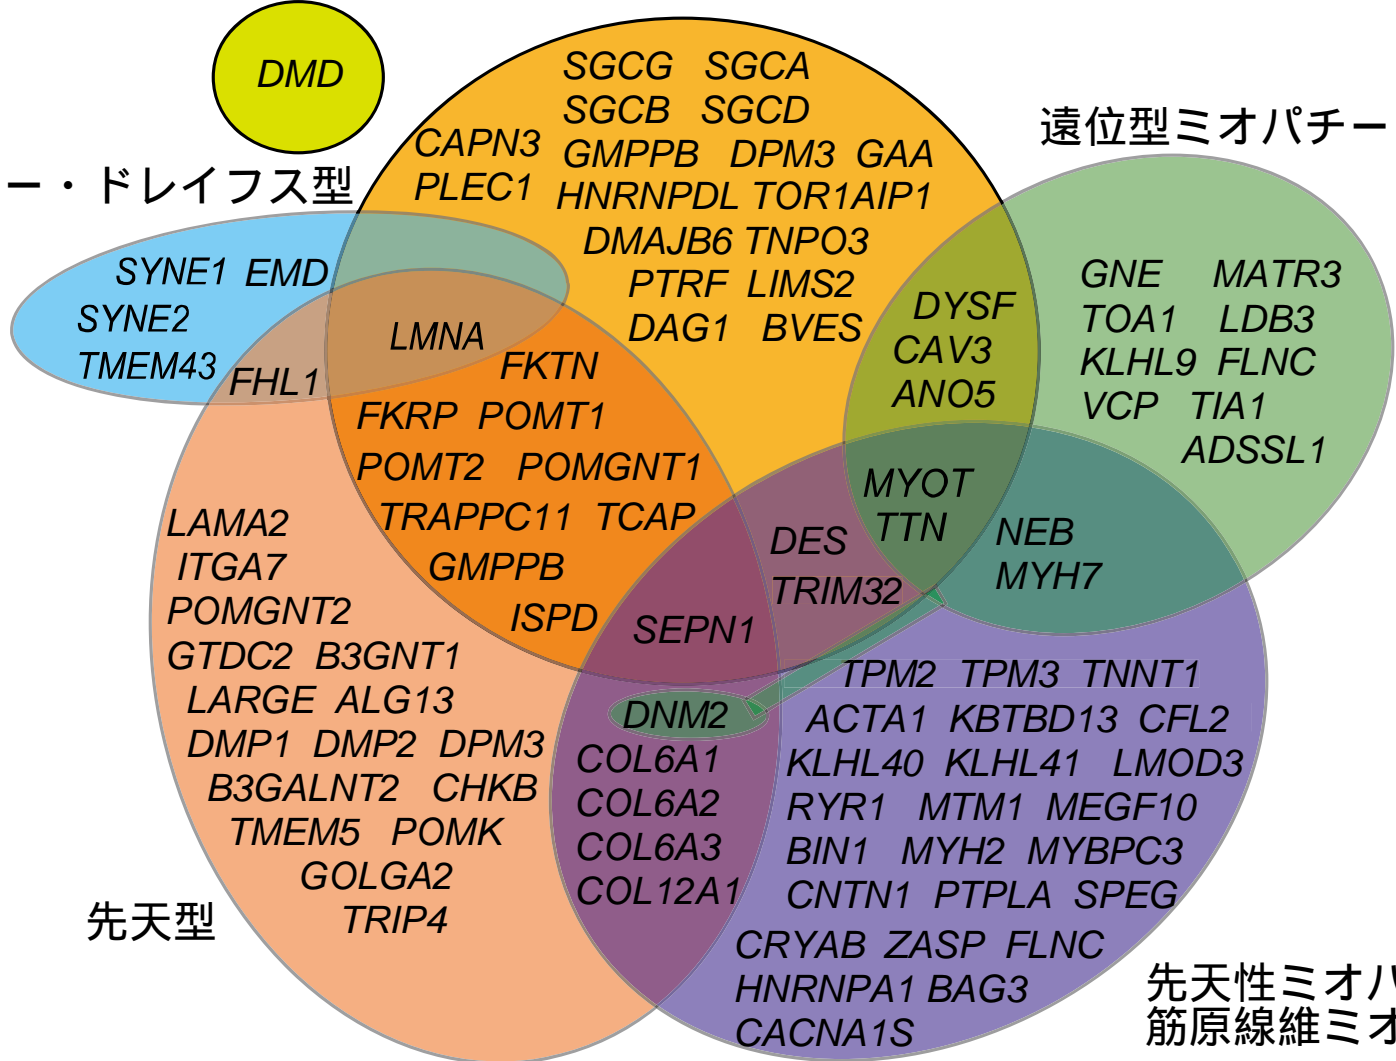 DMD
SGCG SGCA
SGCB SGCD
CAPN3
PLEC1
GMPPB DPM3 GAA
HNRNPDL TOR1AIP1
DMAJB6 TNPO3
PTRF LIMS2
DAG1 BVES
遠位型ミオパチー
ー・ドレイフス型
SYNE1 EMD
SYNE2
TMEM43
FHL1
LMNA
FKTN
FKRP POMT1
POMT2 POMGNT1
TRAPPC11 TCAP
GMPPB
ISPD
DYSF
CAV3
ANO5
GNE MATR3
TOA1 LDB3
KLHL9 FLNC
VCP TIA1
ADSSL1
MYOT
TTN
NEB
MYH7
DES
TRIM32
SEPN1
DNM2
COL6A1
COL6A2
COL6A3
COL12A1
LAMA2
ITGA7
POMGNT2
GTDC2 B3GNT1
LARGE ALG13
DMP1 DMP2 DPM3
B3GALNT2 CHKB
TMEM5 POMK
GOLGA2
TRIP4
先天型
TPM2 TPM3 TNNT1
ACTA1 KBTBD13 CFL2
KLHL40 KLHL41 LMOD3
RYR1 MTM1 MEGF10
BIN1 MYH2 MYBPC3
CNTN1 PTPLA SPEG
CRYAB ZASP FLNC
HNRNPA1 BAG3
CACNA1S
先天性ミオパ
筋原線維ミオ